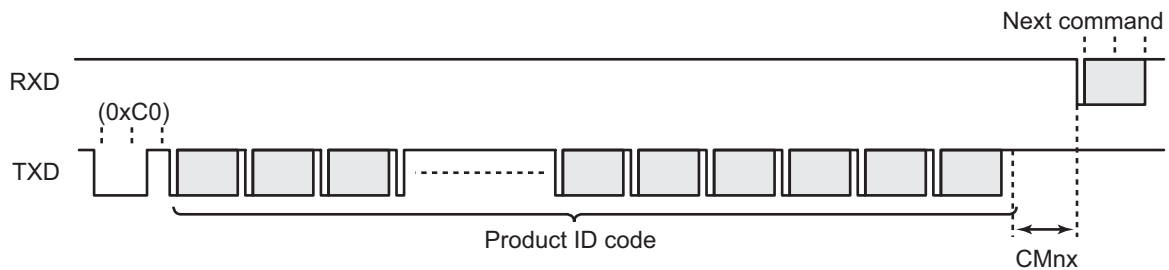 Next command
RXD
(0xC0)
TXD
Product ID code
CMnx